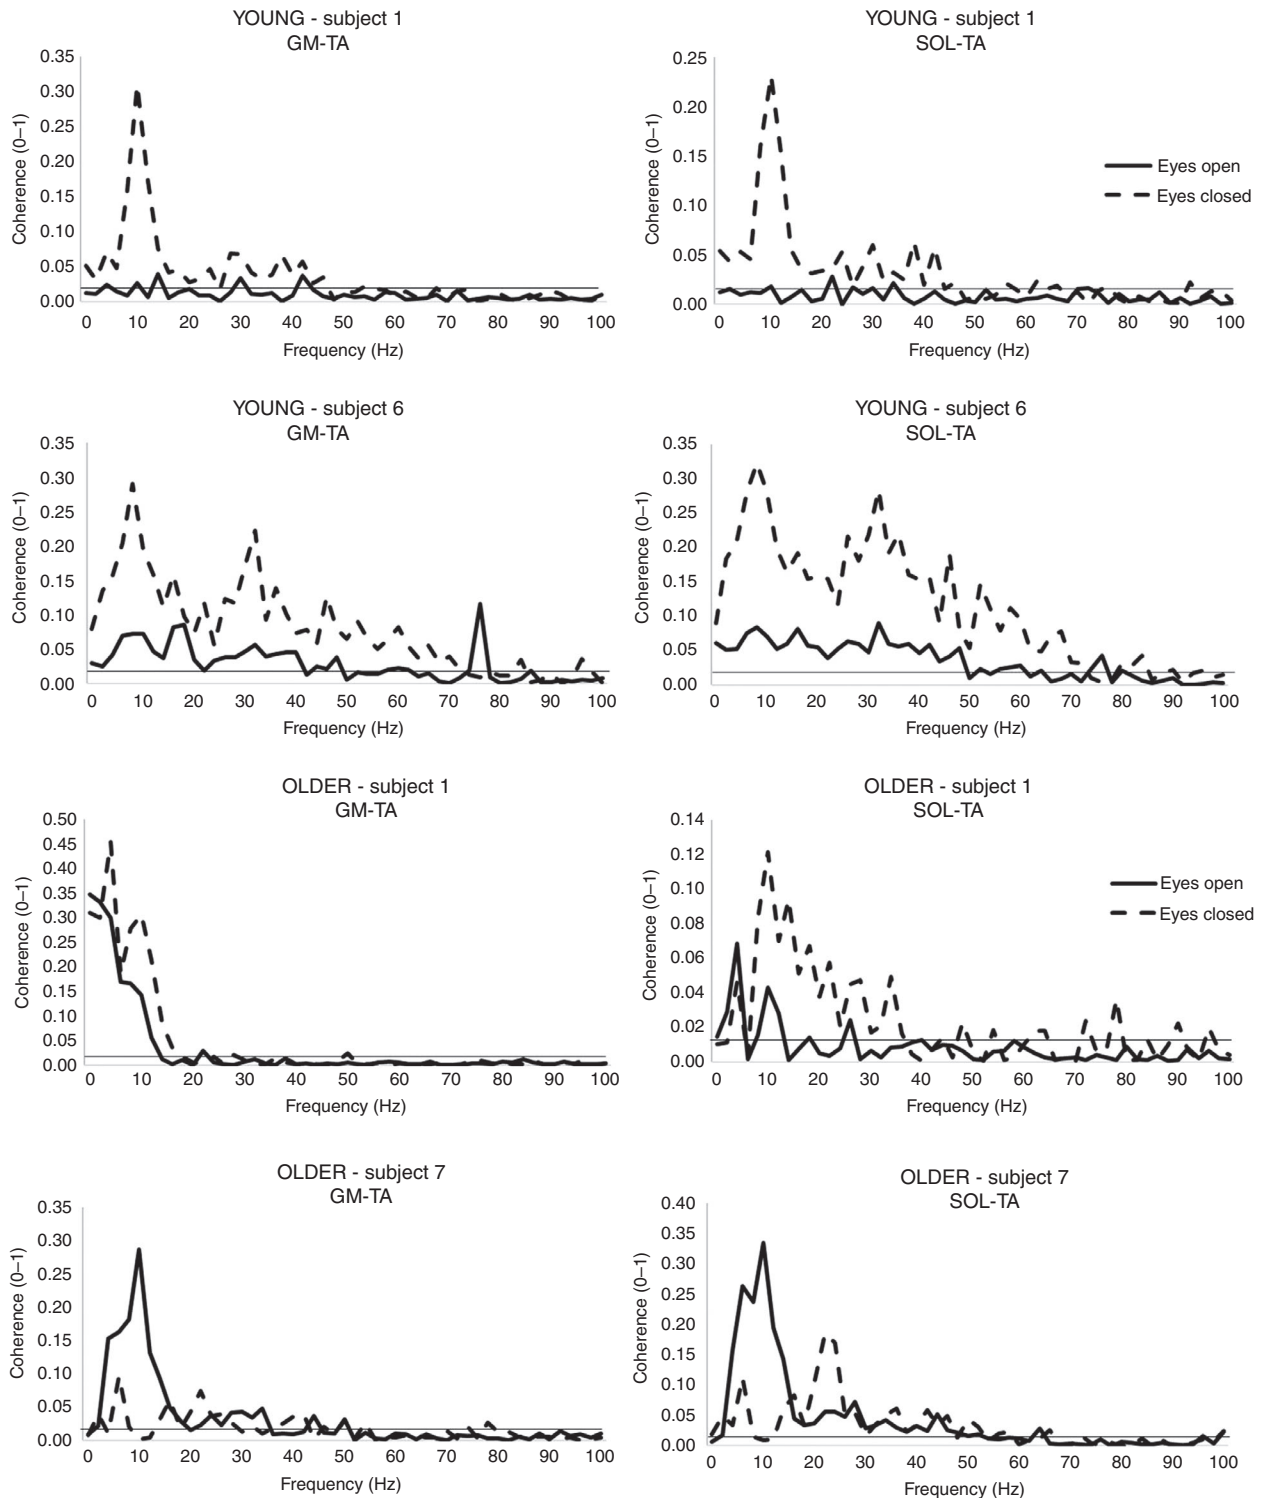 YOUNG - subject 1
GM-TA
0.35
0.30
0.25
0.20
0.15
0.10
0.05
0.00
Coherence (0–1)
0 10 20 30 40 50 60 70 80 90 100
Frequency (Hz)
YOUNG - subject 1
SOL-TA
0.25
0.20
0.15
0.10
0.05
0.00
Coherence (0–1)
Eyes open
Eyes closed
0 10 20 30 40 50 60 70 80 90 100
Frequency (Hz)
YOUNG - subject 6
GM-TA
0.35
0.30
0.25
0.20
0.15
0.10
0.05
0.00
Coherence (0–1)
0 10 20 30 40 50 60 70 80 90 100
Frequency (Hz)
YOUNG - subject 6
SOL-TA
0.35
0.30
0.25
0.20
0.15
0.10
0.05
0.00
Coherence (0–1)
0 10 20 30 40 50 60 70 80 90 100
Frequency (Hz)
OLDER - subject 1
GM-TA
0.50
0.45
0.40
0.35
0.30
0.25
0.20
0.15
0.10
0.05
0.00
Coherence (0–1)
0 10 20 30 40 50 60 70 80 90 100
Frequency (Hz)
OLDER - subject 1
SOL-TA
0.14
0.12
0.10
0.08
0.06
0.04
0.02
0.00
Coherence (0–1)
Eyes open
Eyes closed
0 10 20 30 40 50 60 70 80 90 100
Frequency (Hz)
OLDER - subject 7
GM-TA
0.35
0.30
0.25
0.20
0.15
0.10
0.05
0.00
Coherence (0–1)
0 10 20 30 40 50 60 70 80 90 100
Frequency (Hz)
OLDER - subject 7
SOL-TA
0.40
0.35
0.30
0.25
0.20
0.15
0.10
0.05
0.00
Coherence (0–1)
0 10 20 30 40 50 60 70 80 90 100
Frequency (Hz)